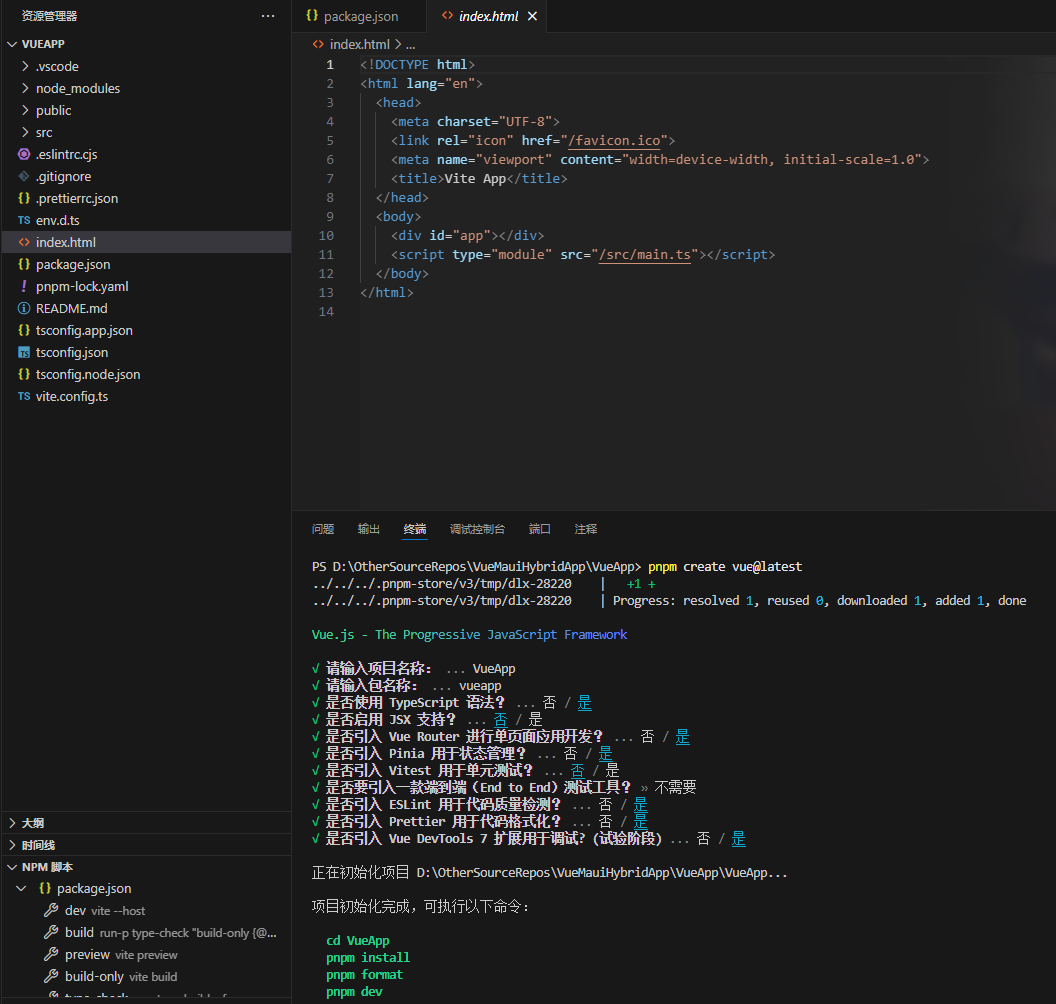 资源管理器 ...
VUEAPP
.vscode
node_modules
public
src
.eslintrc.cjs
.gitignore
{} .prettierrc.json
TS env.d.ts
<> index.html
{} package.json
! pnpm-lock.yaml
README.md
{} tsconfig.app.json
TS tsconfig.json
{} tsconfig.node.json
TS vite.config.ts
大纲
时间线
NPM 脚本
{} package.json
dev vite --host
build run-p type-check "build-only {@...
preview vite preview
build-only vite build
{} package.json <> index.html ×
<> index.html > ...
1 <!DOCTYPE html>
2 <html lang="en">
3 <head>
4 <meta charset="UTF-8">
5 <link rel="icon" href="/favicon.ico">
6 <meta name="viewport" content="width=device-width, initial-scale=1.0">
7 <title>Vite App</title>
8 </head>
9 <body>
10 <div id="app"></div>
11 <script type="module" src="/src/main.ts"></script>
12 </body>
13 </html>
14
问题 输出 终端 调试控制台 端口 注释
PS D:\OtherSourceRepos\VueMauiHybridApp\VueApp> pnpm create vue@latest
../../../.pnpm-store/v3/tmp/dlx-28220 | +1 +
../../../.pnpm-store/v3/tmp/dlx-28220 | Progress: resolved 1, reused 0, downloaded 1, added 1, done
Vue.js - The Progressive JavaScript Framework
√ 请输入项目名称: ... VueApp
√ 请输入包名称: ... vueapp
√ 是否使用 TypeScript 语法? ... 否 / 是
√ 是否启用 JSX 支持? ... 否 / 是
√ 是否引入 Vue Router 进行单页面应用开发? ... 否 / 是
√ 是否引入 Pinia 用于状态管理? ... 否 / 是
√ 是否引入 Vitest 用于单元测试? ... 否 / 是
√ 是否要引入一款端到端（End to End）测试工具? » 不需要
√ 是否引入 ESLint 用于代码质量检测? ... 否 / 是
√ 是否引入 Prettier 用于代码格式化? ... 否 / 是
√ 是否引入 Vue DevTools 7 扩展用于调试? (试验阶段) ... 否 / 是
正在初始化项目 D:\OtherSourceRepos\VueMauiHybridApp\VueApp\VueApp...
项目初始化完成，可执行以下命令:
cd VueApp
pnpm install
pnpm format
pnpm dev